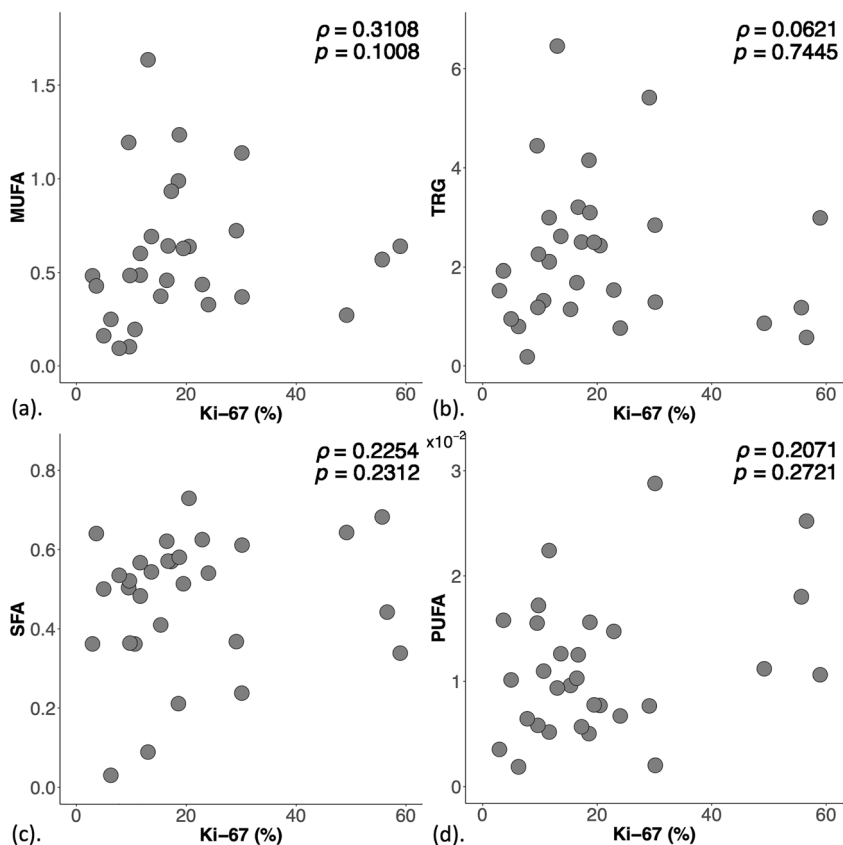 ρ = 0.3108
p = 0.1008
MUFA
1.5
1.0
0.5
0.0
0 20 40 60
Ki−67 (%)
(a).
ρ = 0.0621
p = 0.7445
TRG
6
4
2
0
0 20 40 60
Ki−67 (%)
(b).
ρ = 0.2254
p = 0.2312
SFA
0.8
0.6
0.4
0.2
0.0
0 20 40 60
Ki−67 (%)
(c).
x10⁻²
ρ = 0.2071
p = 0.2721
PUFA
3
2
1
0
0 20 40 60
Ki−67 (%)
(d).